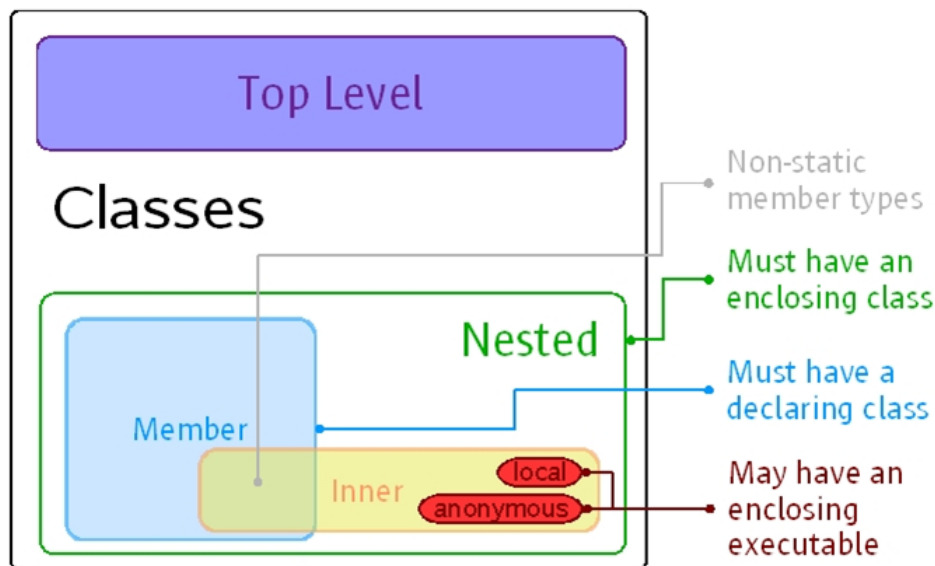 Top Level
Classes
Non-static
member types
Must have an
enclosing class
Nested
Must have a
declaring class
Member
Inner
local
anonymous
May have an
enclosing
executable